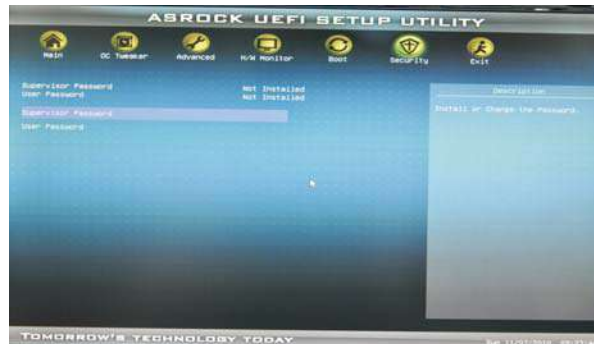 ASROCK UEFI SETUP UTILITY
Main
OC Tweaker
Advanced
H/W Monitor
Boot
Security
Exit
Supervisor Password Not Installed
User Password Not Installed
Supervisor Password
User Password
Description
Install or Change the Password.
TOMORROW'S TECHNOLOGY TODAY